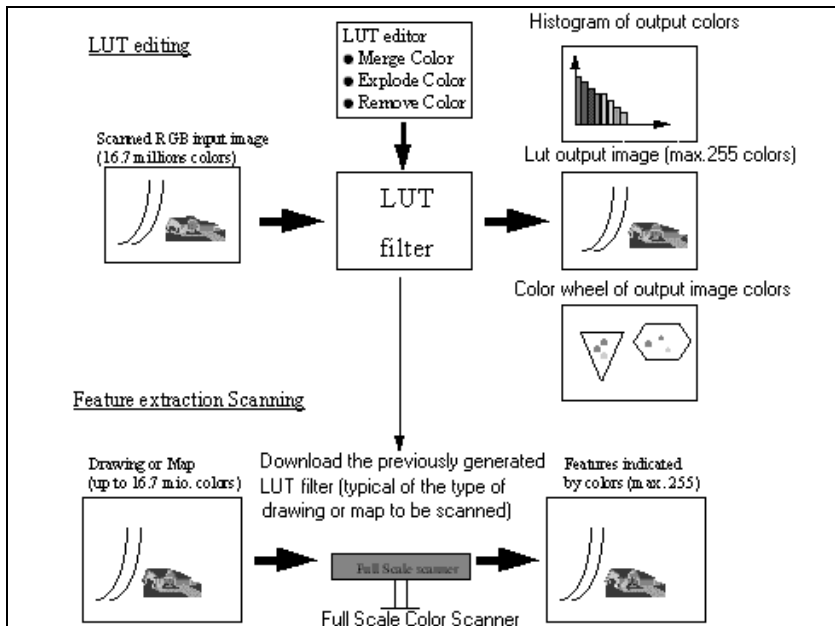 LUT editing
LUT editor
● Merge Color
● Explode Color
● Remove Color
Histogram of output colors
Scanned RGB input image
(16.7 millions colors)
LUT
filter
Lut output image (max.255 colors)
Color wheel of output image colors
Feature extraction Scanning
Drawing or Map
(up to 16.7 mio. colors)
Download the previously generated
LUT filter (typical of the type of
drawing or map to be scanned)
Features indicated
by colors (max. 255)
Full Scale scanner
Full Scale Color Scanner